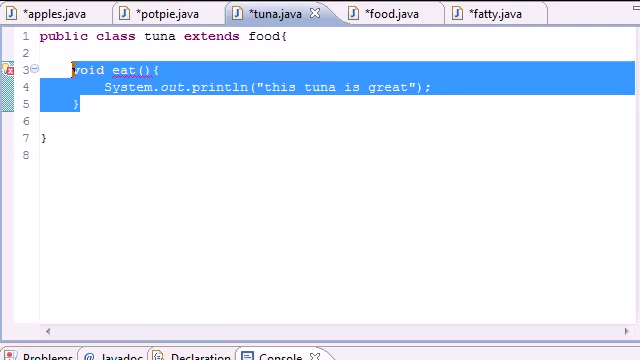 *apples.java *potpie.java *tuna.java *food.java *fatty.java
1 public class tuna extends food{
2
3 void eat(){
4 System.out.println("this tuna is great");
5 }
6
7 }
8
Problems @ Javadoc Declaration Console